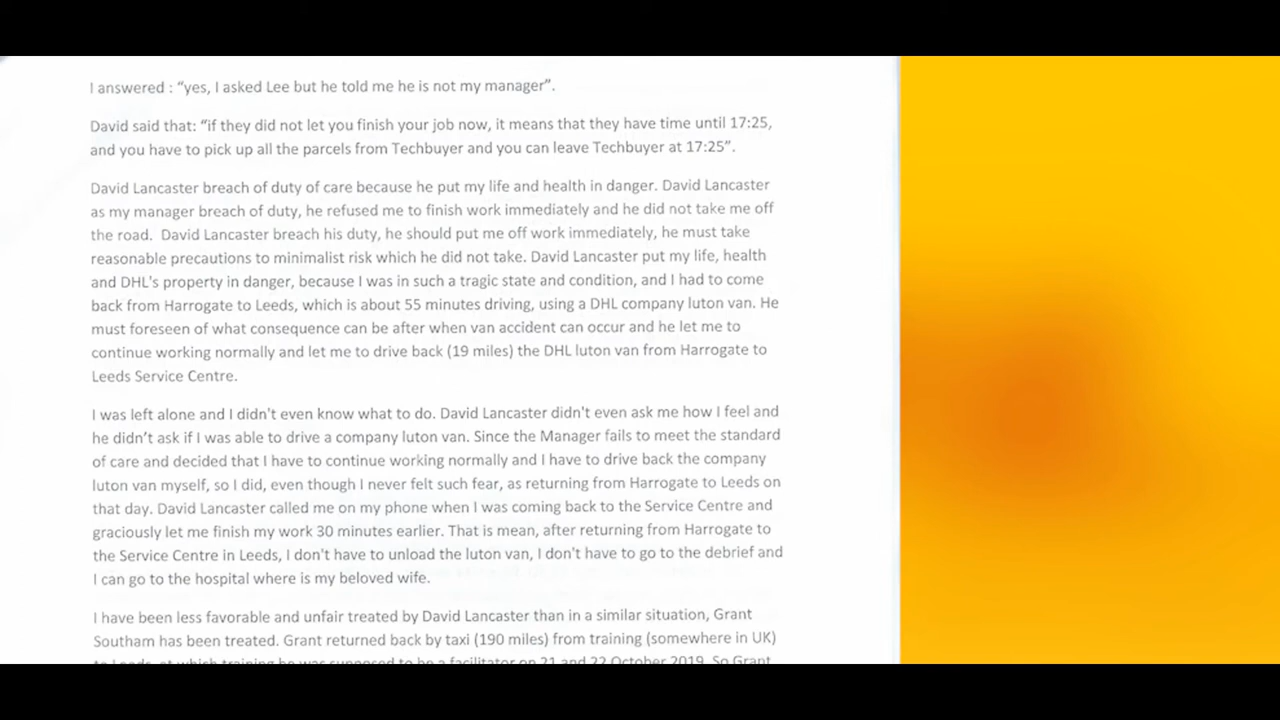 I answered : “yes, I asked Lee but he told me he is not my manager”.
David said that: “if they did not let you finish your job now, it means that they have time until 17:25,
and you have to pick up all the parcels from Techbuyer and you can leave Techbuyer at 17:25”.
David Lancaster breach of duty of care because he put my life and health in danger. David Lancaster
as my manager breach of duty, he refused me to finish work immediately and he did not take me off
the road.  David Lancaster breach his duty, he should put me off work immediately, he must take
reasonable precautions to minimalist risk which he did not take. David Lancaster put my life, health
and DHL's property in danger, because I was in such a tragic state and condition, and I had to come
back from Harrogate to Leeds, which is about 55 minutes driving, using a DHL company luton van. He
must foreseen of what consequence can be after when van accident can occur and he let me to
continue working normally and let me to drive back (19 miles) the DHL luton van from Harrogate to
Leeds Service Centre.
I was left alone and I didn't even know what to do. David Lancaster didn't even ask me how I feel and
he didn’t ask if I was able to drive a company luton van. Since the Manager fails to meet the standard
of care and decided that I have to continue working normally and I have to drive back the company
luton van myself, so I did, even though I never felt such fear, as returning from Harrogate to Leeds on
that day. David Lancaster called me on my phone when I was coming back to the Service Centre and
graciously let me finish my work 30 minutes earlier. That is mean, after returning from Harrogate to
the Service Centre in Leeds, I don't have to unload the luton van, I don't have to go to the debrief and
I can go to the hospital where is my beloved wife.
I have been less favorable and unfair treated by David Lancaster than in a similar situation, Grant
Southam has been treated. Grant returned back by taxi (190 miles) from training (somewhere in UK)
to Leeds, at which training he was supposed to be a facilitator on 21 and 22 October 2019. So Grant